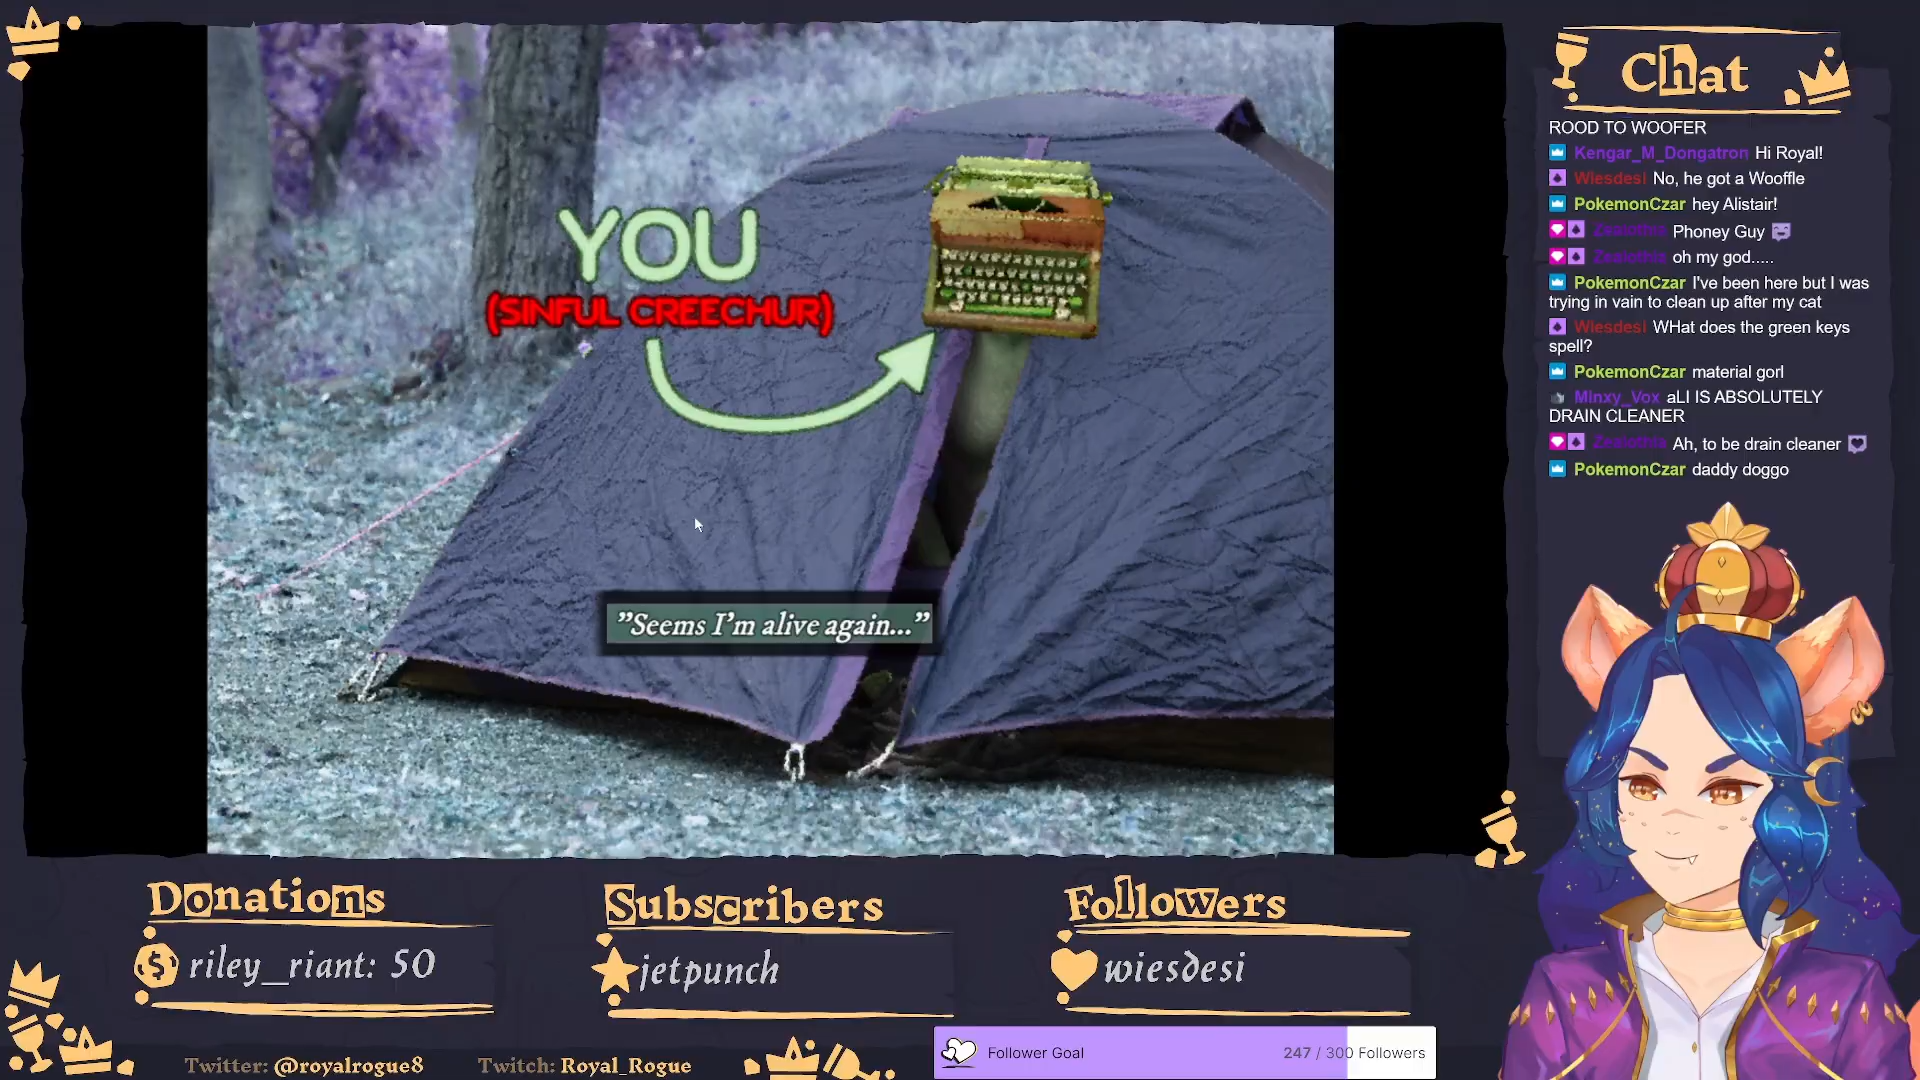 YOU
(SINFUL CREECHUR)
"Seems I'm alive again..."
Chat
ROOD TO WOOFER
Kengar_M_Dongatron Hi Royal!
Wiesdesi No, he got a Wooffle
PokemonCzar hey Alistair!
Zealothia Phoney Guy
Zealothia oh my god.....
PokemonCzar I've been here but I was
trying in vain to clean up after my cat
Wiesdesi WHat does the green keys
spell?
PokemonCzar material gorl
Minxy_Vox aLI IS ABSOLUTELY
DRAIN CLEANER
Zealothia Ah, to be drain cleaner
PokemonCzar daddy doggo
Donations
riley_riant: 50
Subscribers
jetpunch
Followers
wiesdesi
Twitter: @royalrogue8
Twitch: Royal_Rogue
Follower Goal
247 / 300 Followers